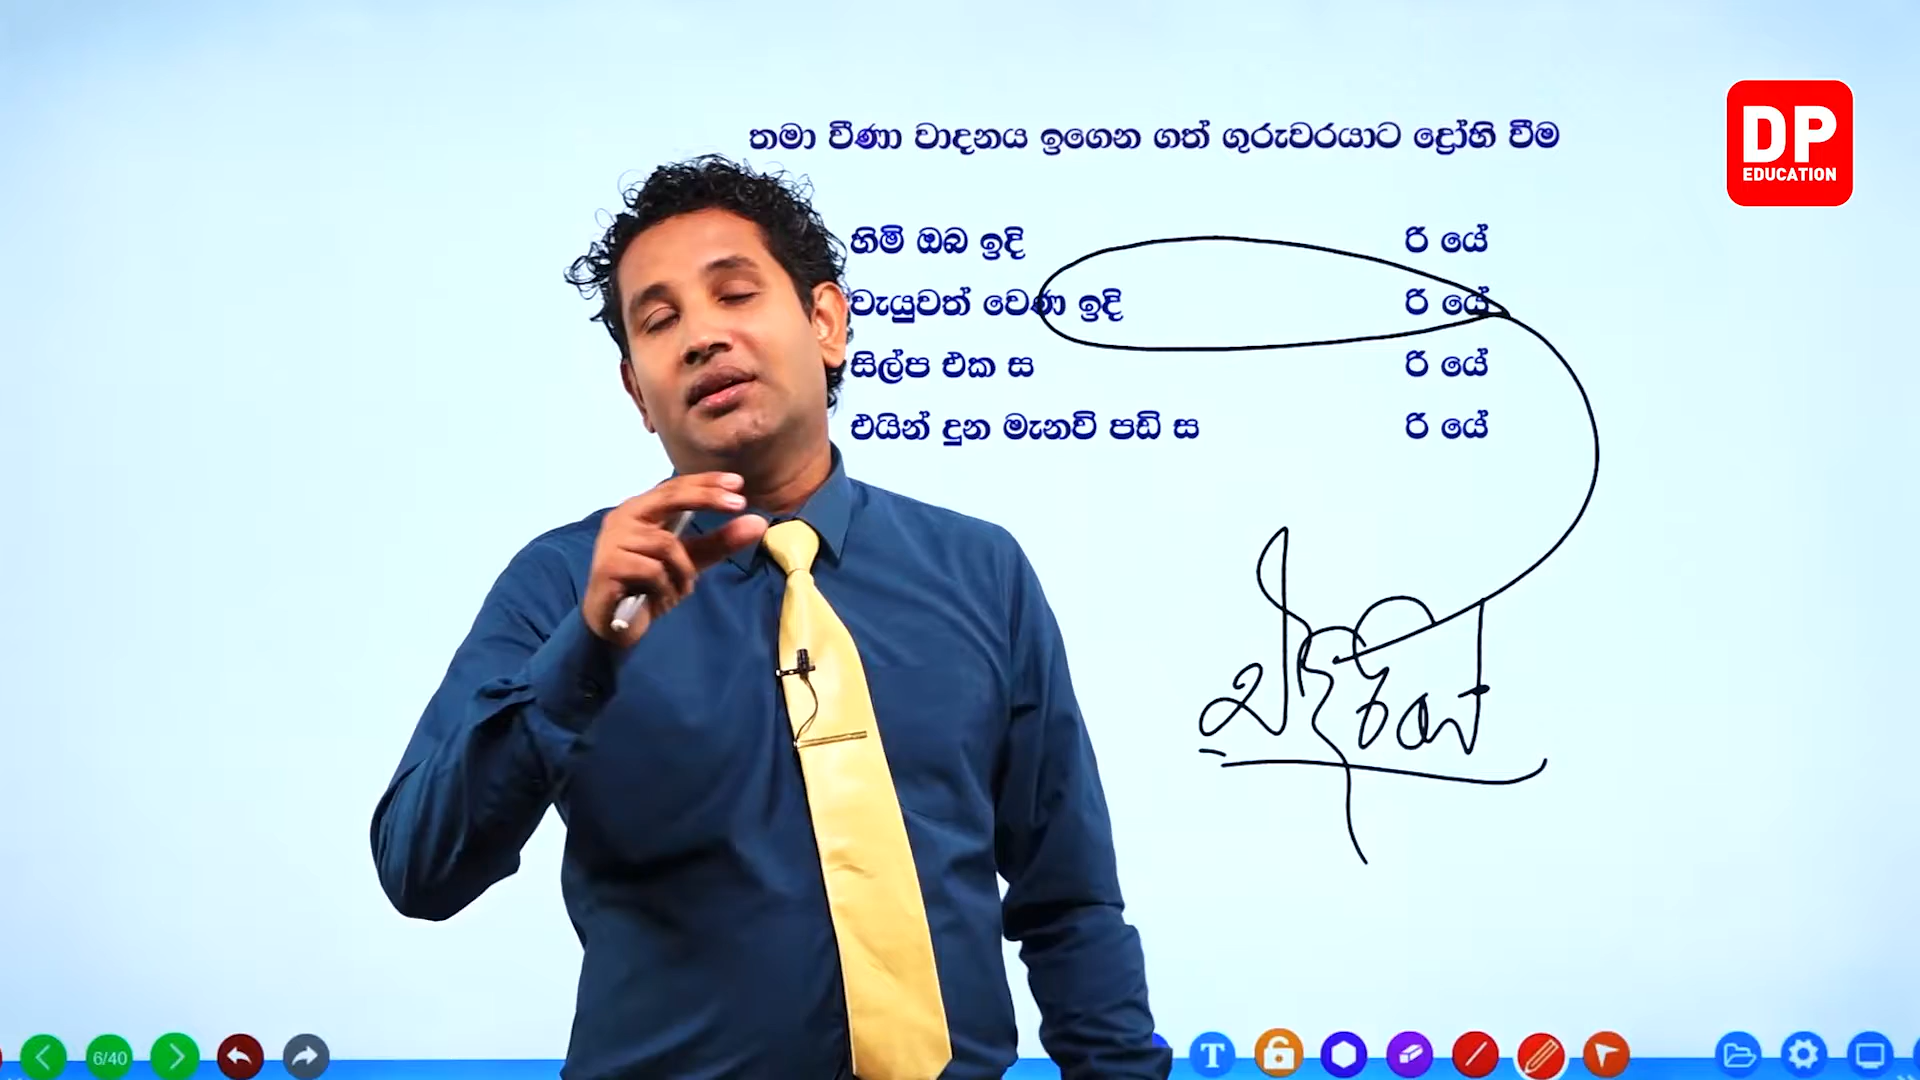 තමා වීණා වාදනය ඉගෙන ගත් ගුරුවරයාට ද්‍රෝහි වීම
DP
EDUCATION
හිමි ඔබ ඉදි රි යේ
වැයුවත් වෙණ ඉදි රි යේ
සිල්ප එක ස රි යේ
එයින් දුන මැනවි පඩි ස රි යේ
6/40
T